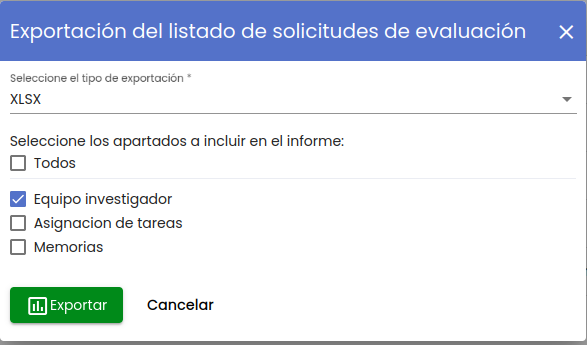 Exportación del listado de solicitudes de evaluación
Seleccione el tipo de exportación *
XLSX
Seleccione los apartados a incluir en el informe:
Todos
Equipo investigador
Asignacion de tareas
Memorias
Exportar Cancelar